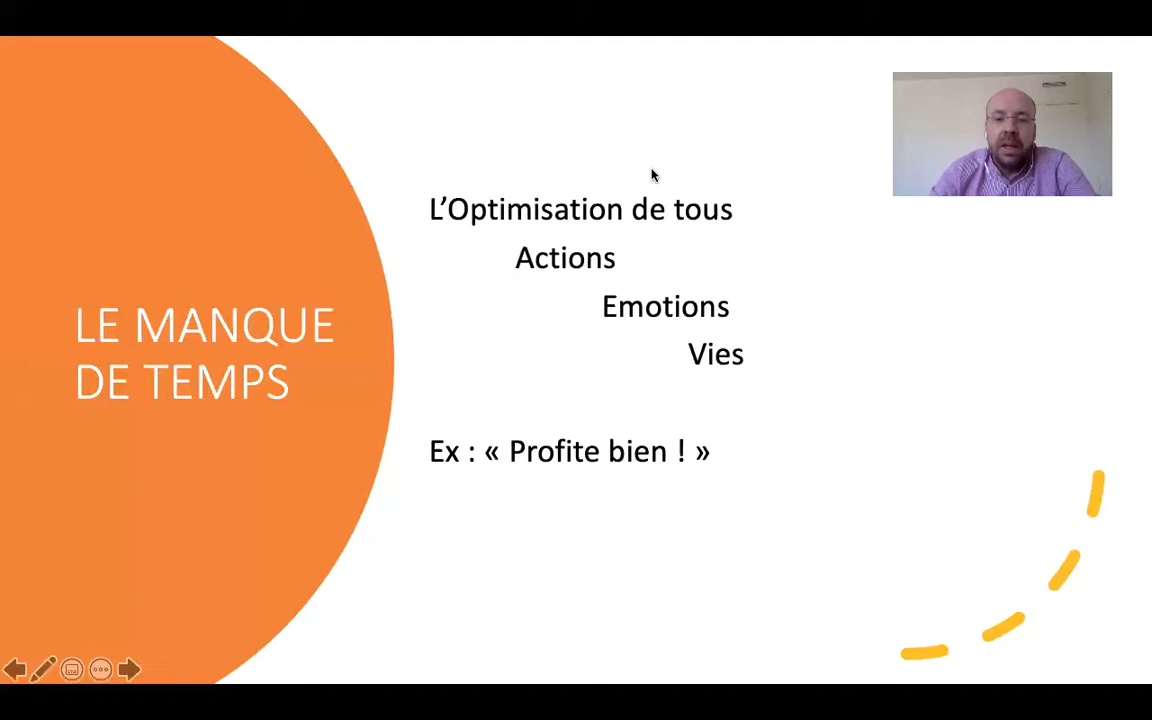 LE MANQUE
DE TEMPS
L’Optimisation de tous
Actions
Emotions
Vies
Ex : « Profite bien ! »